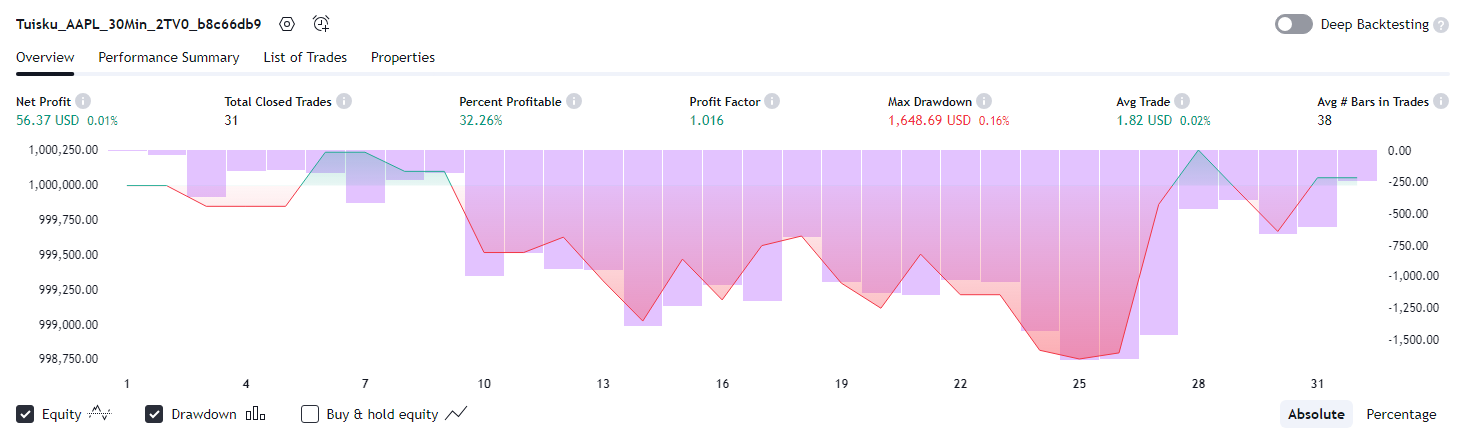 Tuisku_AAPL_30Min_2TV0_b8c66db9 Deep Backtesting ?
Overview Performance Summary List of Trades Properties
Net Profit i Total Closed Trades i Percent Profitable i Profit Factor i Max Drawdown i Avg Trade i Avg # Bars in Trades i
56.37 USD 0.01% 31 32.26% 1.016 1,648.69 USD 0.16% 1.82 USD 0.02% 38
1,000,250.00 0.00
1,000,000.00 -250.00
999,750.00 -500.00
999,500.00 -750.00
999,250.00 -1,000.00
999,000.00 -1,250.00
998,750.00 -1,500.00
1 4 7 10 13 16 19 22 25 28 31
Equity Drawdown Buy & hold equity Absolute Percentage